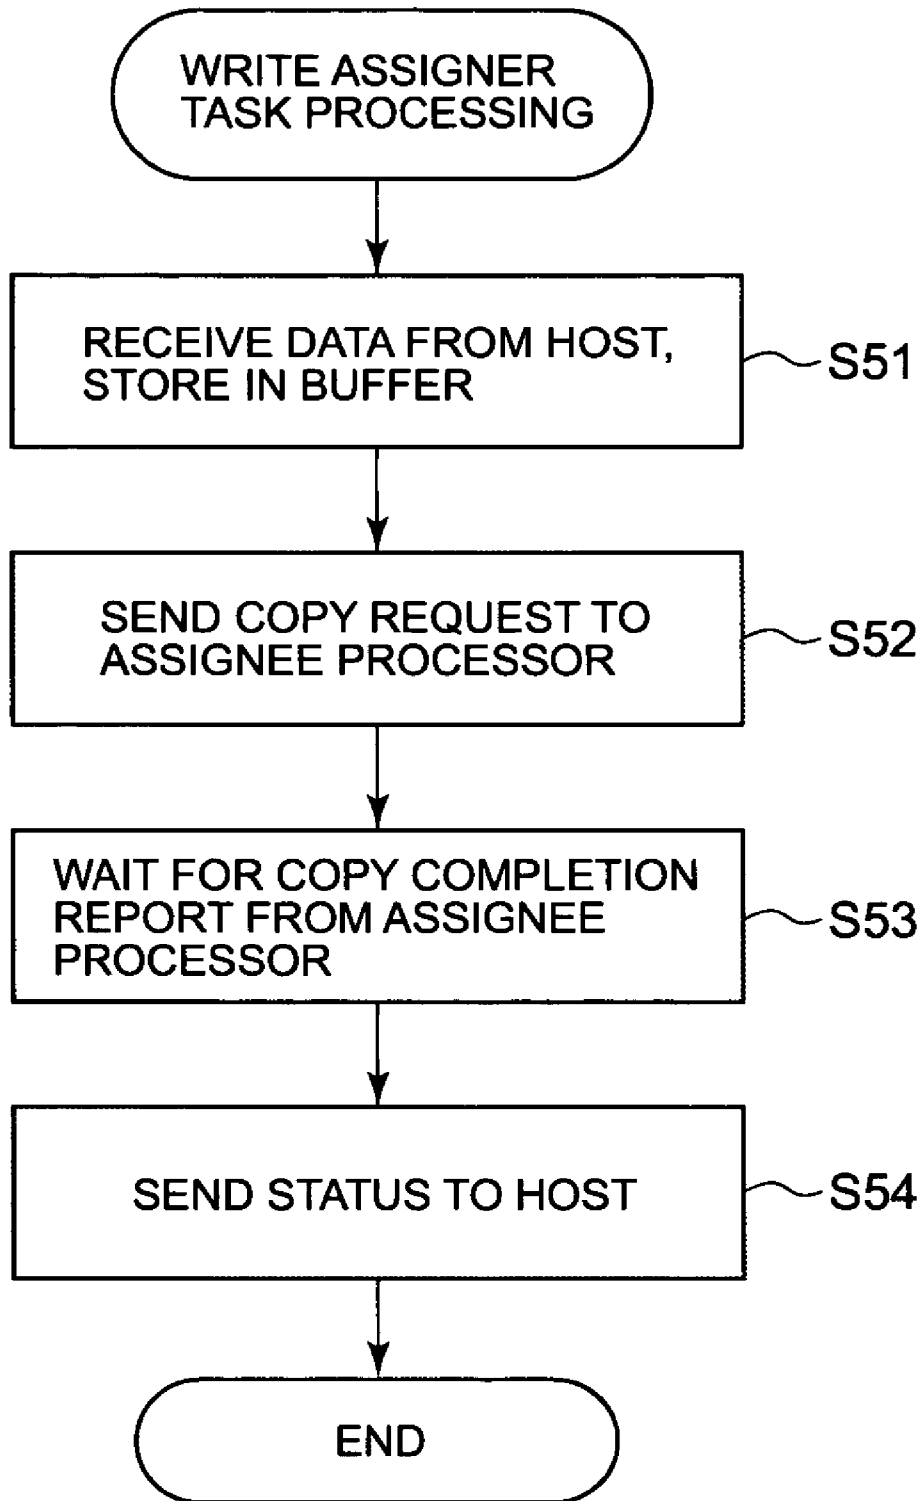 WRITE ASSIGNER
TASK PROCESSING
RECEIVE DATA FROM HOST,
STORE IN BUFFER
S51
SEND COPY REQUEST TO
ASSIGNEE PROCESSOR
S52
WAIT FOR COPY COMPLETION
REPORT FROM ASSIGNEE
PROCESSOR
S53
SEND STATUS TO HOST
S54
END